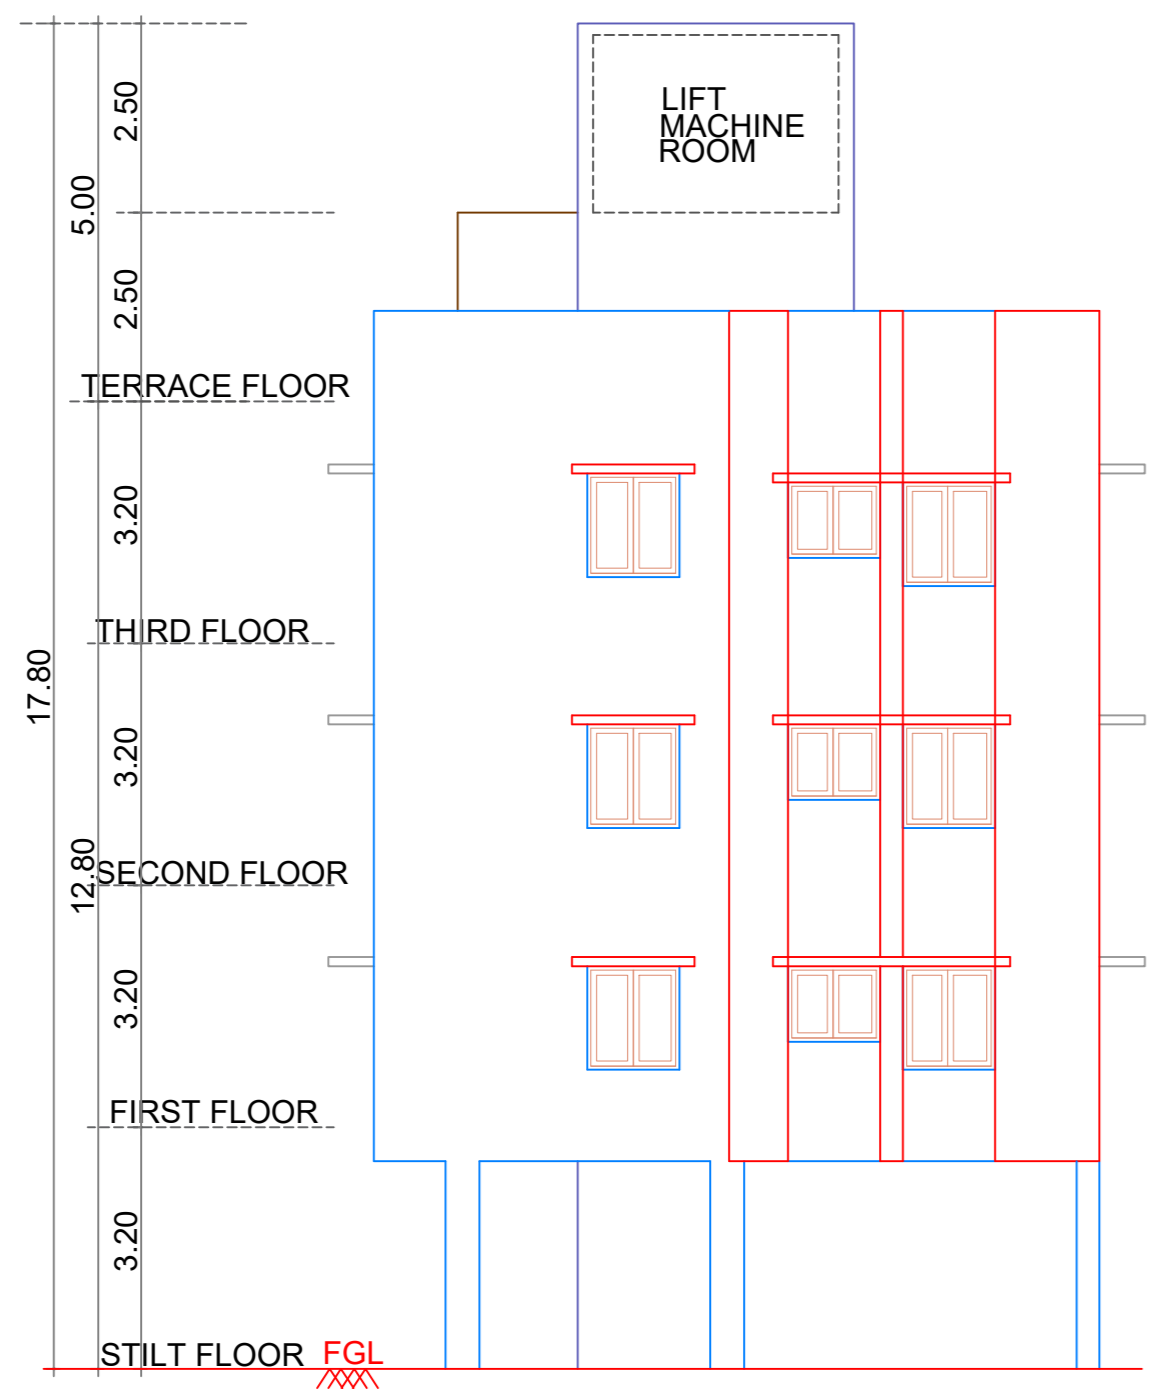 2.50
LIFT
MACHINE
ROOM
5.00
2.50
TERRACE FLOOR
3.20
THIRD FLOOR
17.80
3.20
12.80
SECOND FLOOR
3.20
FIRST FLOOR
3.20
STILT FLOOR
FGL